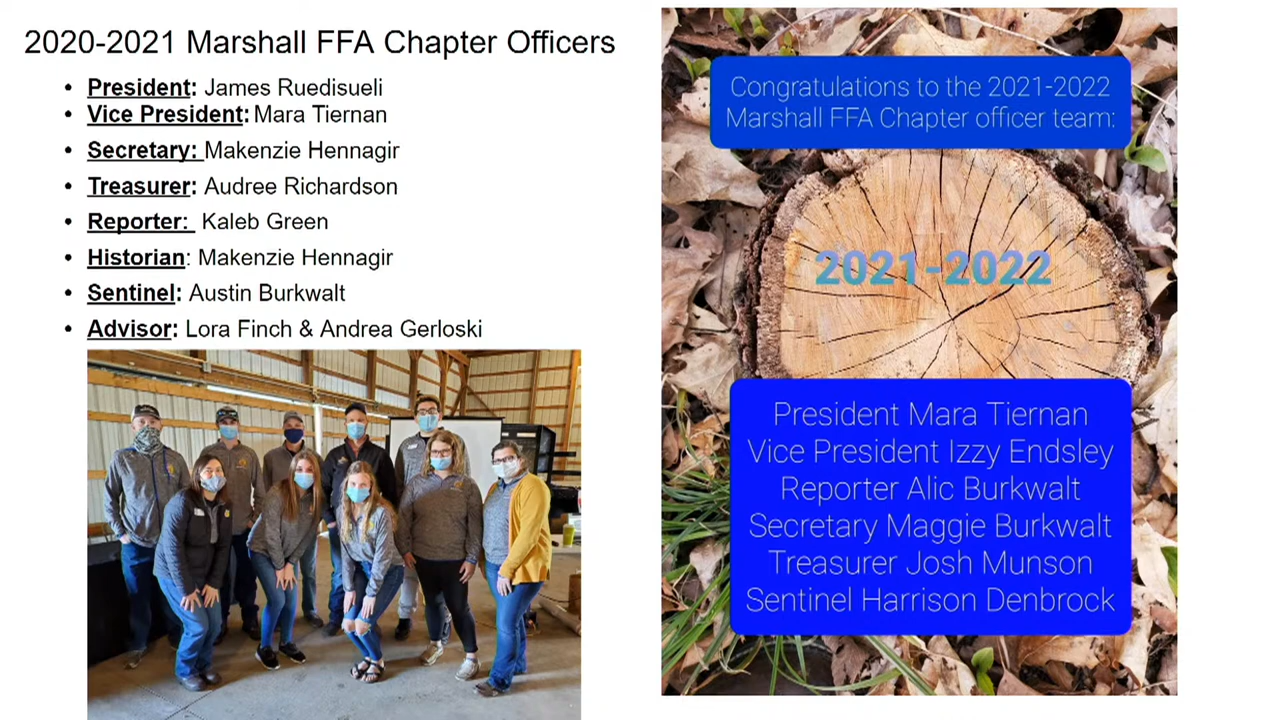 2020-2021 Marshall FFA Chapter Officers
• President: James Ruedisueli
• Vice President: Mara Tiernan
• Secretary: Makenzie Hennagir
• Treasurer: Audree Richardson
• Reporter: Kaleb Green
• Historian: Makenzie Hennagir
• Sentinel: Austin Burkwalt
• Advisor: Lora Finch & Andrea Gerloski
Congratulations to the 2021-2022
Marshall FFA Chapter officer team:
2021-2022
President Mara Tiernan
Vice President Izzy Endsley
Reporter Alic Burkwalt
Secretary Maggie Burkwalt
Treasurer Josh Munson
Sentinel Harrison Denbrock